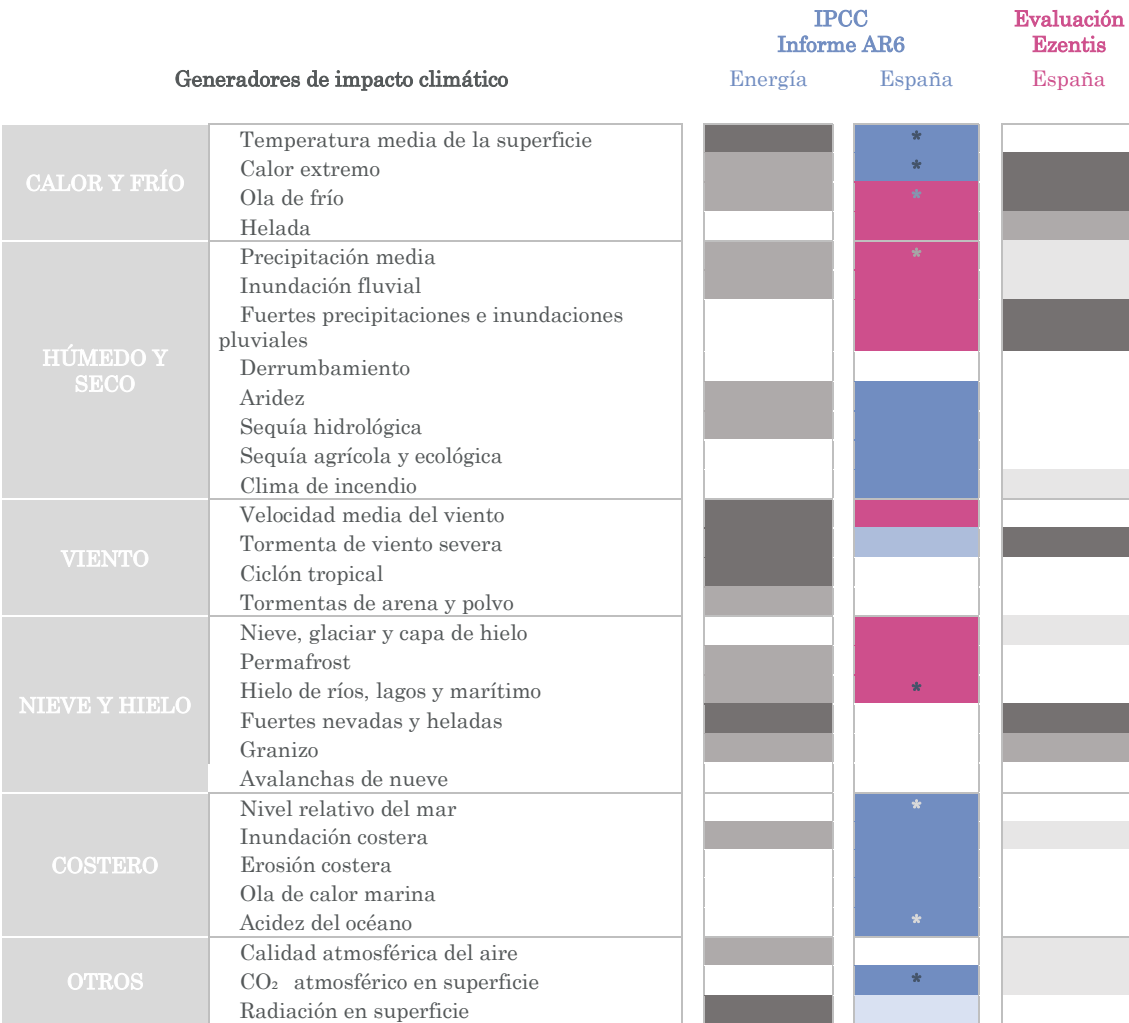 IPCC
Informe AR6
Evaluación
Ezentis
Generadores de impacto climático
Energía
España
España
CALOR Y FRÍO
Temperatura media de la superficie
*
Calor extremo
*
Ola de frío
*
Helada
HÚMEDO Y
SECO
Precipitación media
*
Inundación fluvial
Fuertes precipitaciones e inundaciones
pluviales
Derrumbamiento
Aridez
Sequía hidrológica
Sequía agrícola y ecológica
Clima de incendio
VIENTO
Velocidad media del viento
Tormenta de viento severa
Ciclón tropical
Tormentas de arena y polvo
NIEVE Y HIELO
Nieve, glaciar y capa de hielo
Permafrost
Hielo de ríos, lagos y marítimo
*
Fuertes nevadas y heladas
Granizo
Avalanchas de nueve
COSTERO
Nivel relativo del mar
*
Inundación costera
Erosión costera
Ola de calor marina
Acidez del océano
*
OTROS
Calidad atmosférica del aire
CO₂ atmosférico en superficie
*
Radiación en superficie